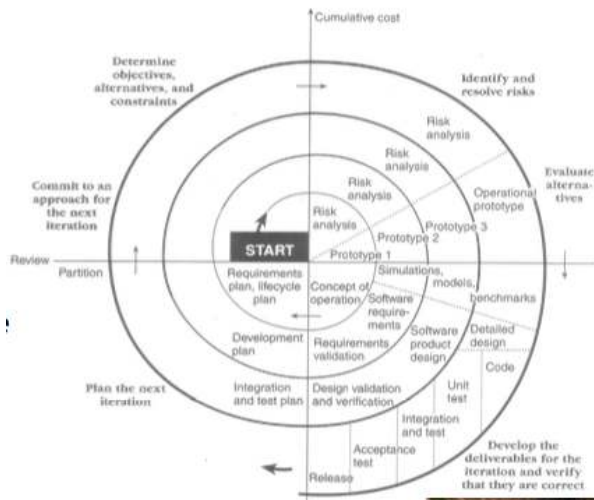 Cumulative cost
Determine
objectives,
alternatives, and
constraints
Identify and
resolve risks
Risk
analysis
Risk
analysis
Risk
analysis
Risk
analysis
Evaluate
alterna-
tives
Commit to an
approach for
the next
iteration
Operational
prototype
Prototype 3
Prototype 2
Prototype 1
START
Review
Partition
Requirements
plan, lifecycle
plan
Concept of
operation
Simulations,
models,
benchmarks
Software
require-
ments
Development
plan
Requirements
validation
Software
product
design
Detailed
design
Code
Plan the next
iteration
Integration
and test plan
Design validation
and verification
Unit
test
Integration
and test
Acceptance
test
Release
Develop the
deliverables for the
iteration and verify
that they are correct